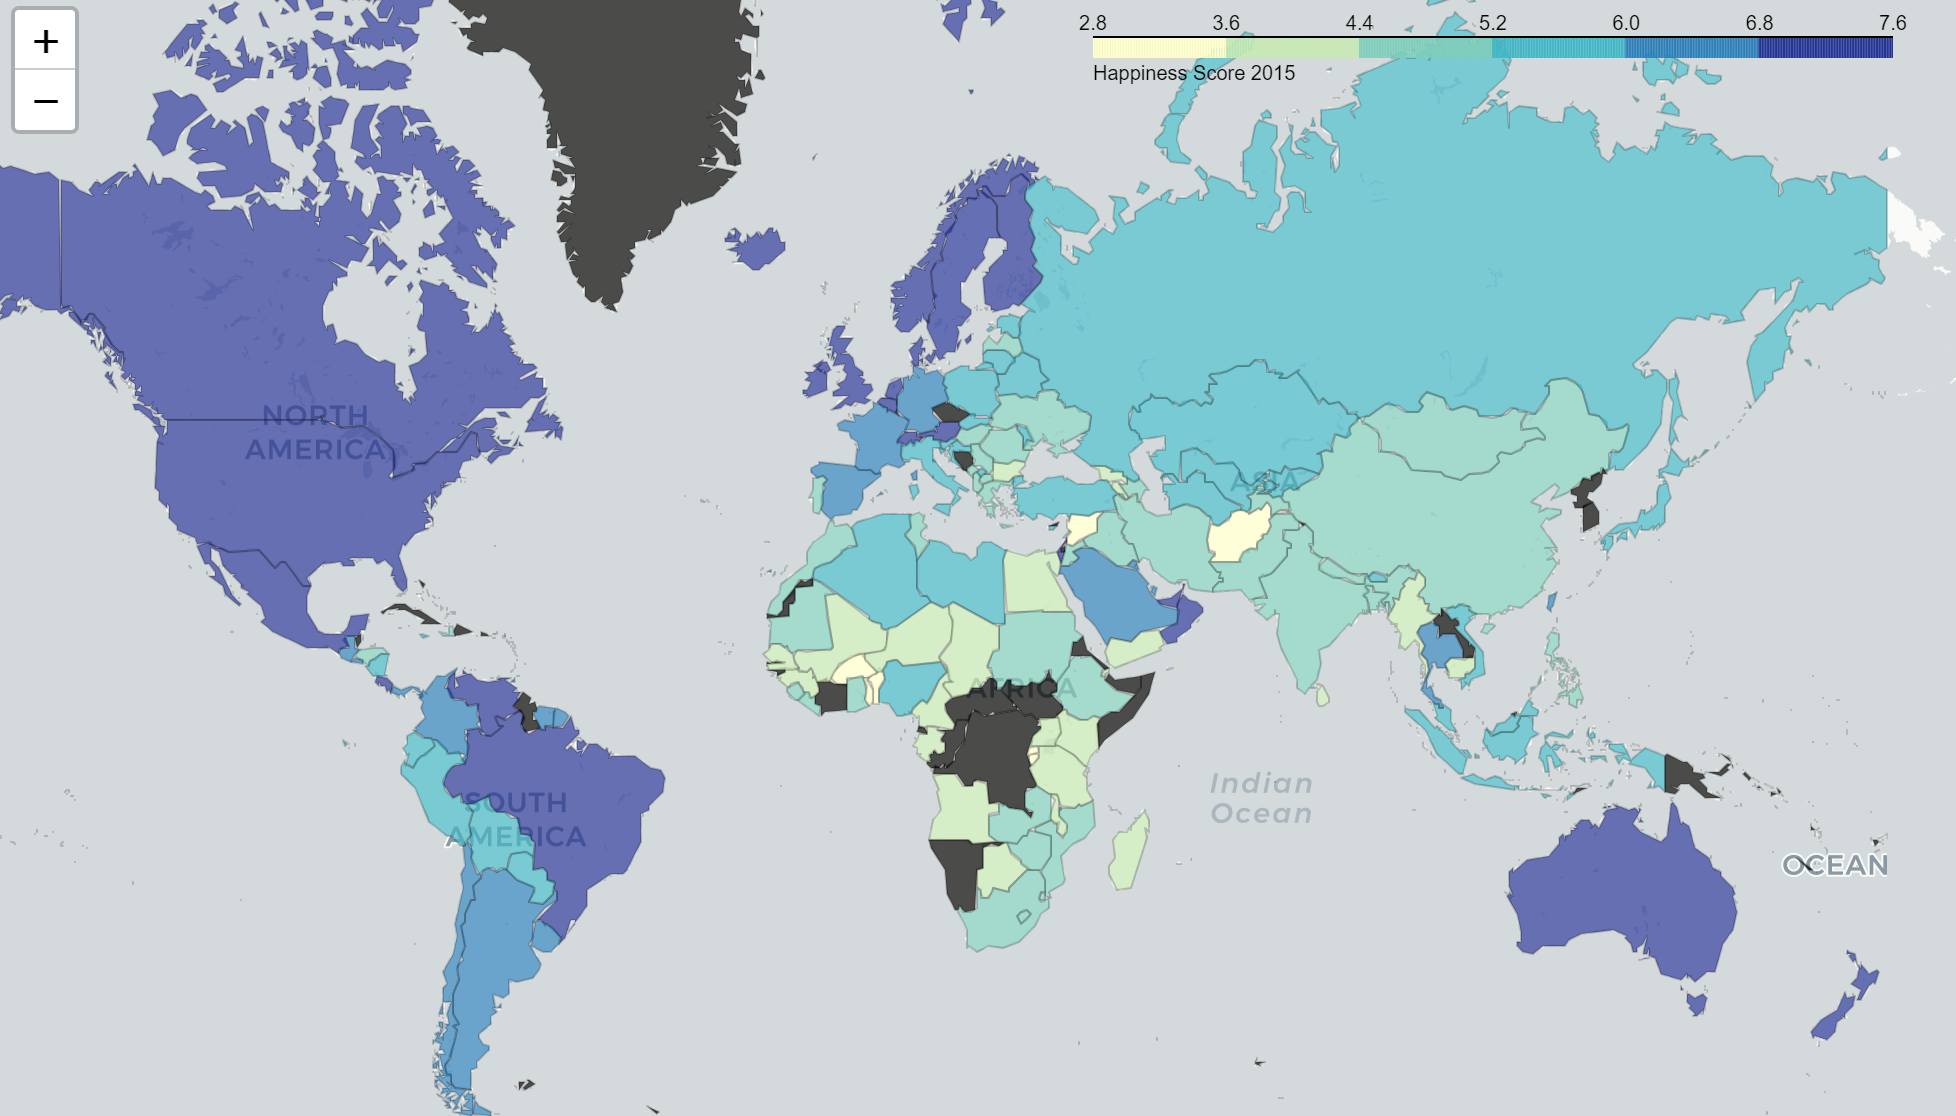 +
−
2.8 3.6 4.4 5.2 6.0 6.8 7.6
Happiness Score 2015
NORTH
AMERICA
ASIA
AFRICA
Indian
Ocean
SOUTH
AMERICA
OCEAN